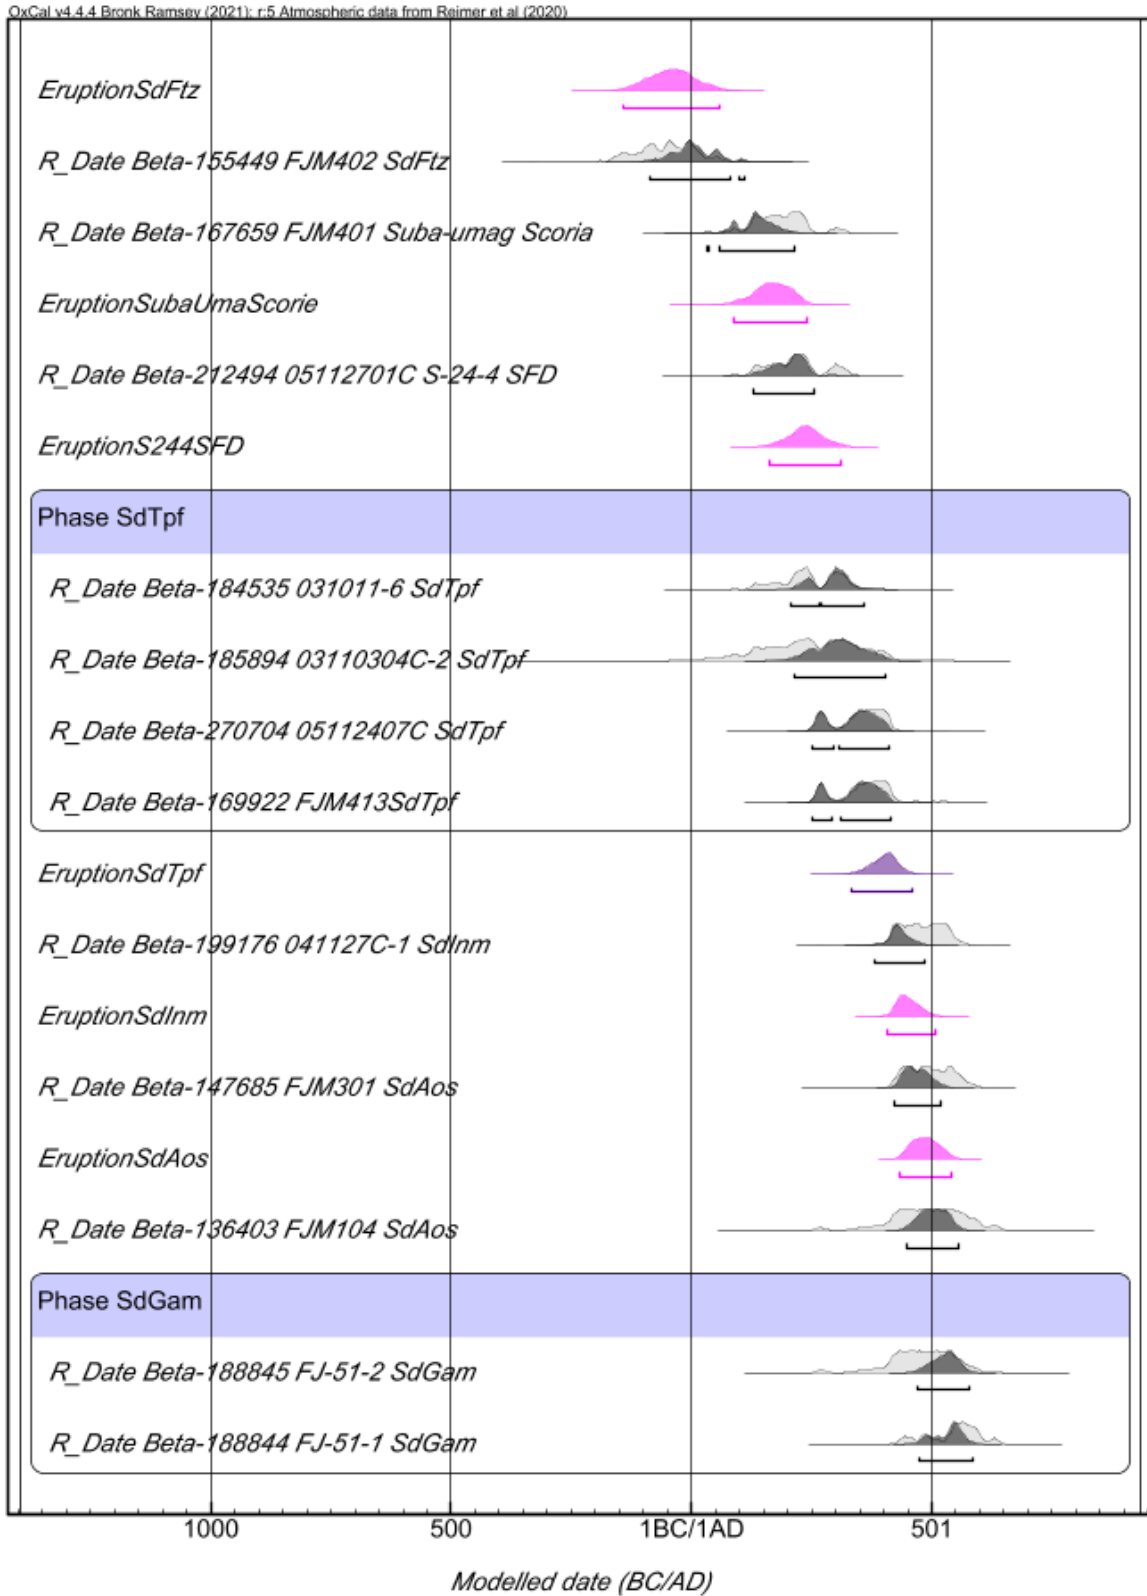 OxCal v4.4.4 Bronk Ramsey (2021); r:5 Atmospheric data from Reimer et al (2020)
EruptionSdFtz
R_Date Beta-155449 FJM402 SdFtz
R_Date Beta-167659 FJM401 Suba-umag Scoria
EruptionSubaUmaScorie
R_Date Beta-212494 05112701C S-24-4 SFD
EruptionS244SFD
Phase SdTpf
R_Date Beta-184535 031011-6 SdTpf
R_Date Beta-185894 03110304C-2 SdTpf
R_Date Beta-270704 05112407C SdTpf
R_Date Beta-169922 FJM413SdTpf
EruptionSdTpf
R_Date Beta-199176 041127C-1 SdInm
EruptionSdInm
R_Date Beta-147685 FJM301 SdAos
EruptionSdAos
R_Date Beta-136403 FJM104 SdAos
Phase SdGam
R_Date Beta-188845 FJ-51-2 SdGam
R_Date Beta-188844 FJ-51-1 SdGam
1000 500 1BC/1AD 501
Modelled date (BC/AD)